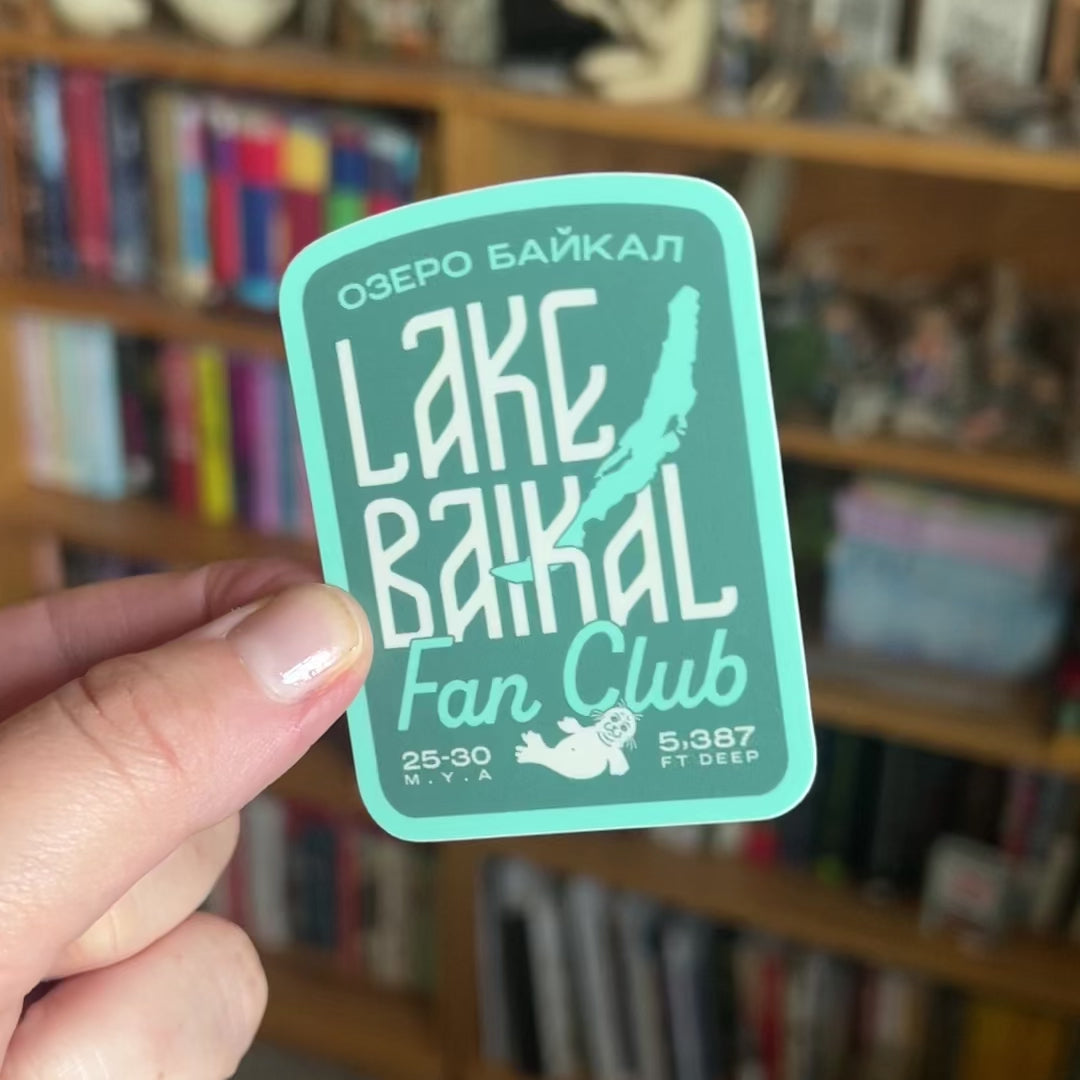 ОЗЕРО БАЙКАЛ
LAKE
BAIKAL
Fan Club
25-30
M.Y.A
5,387
FT DEEP